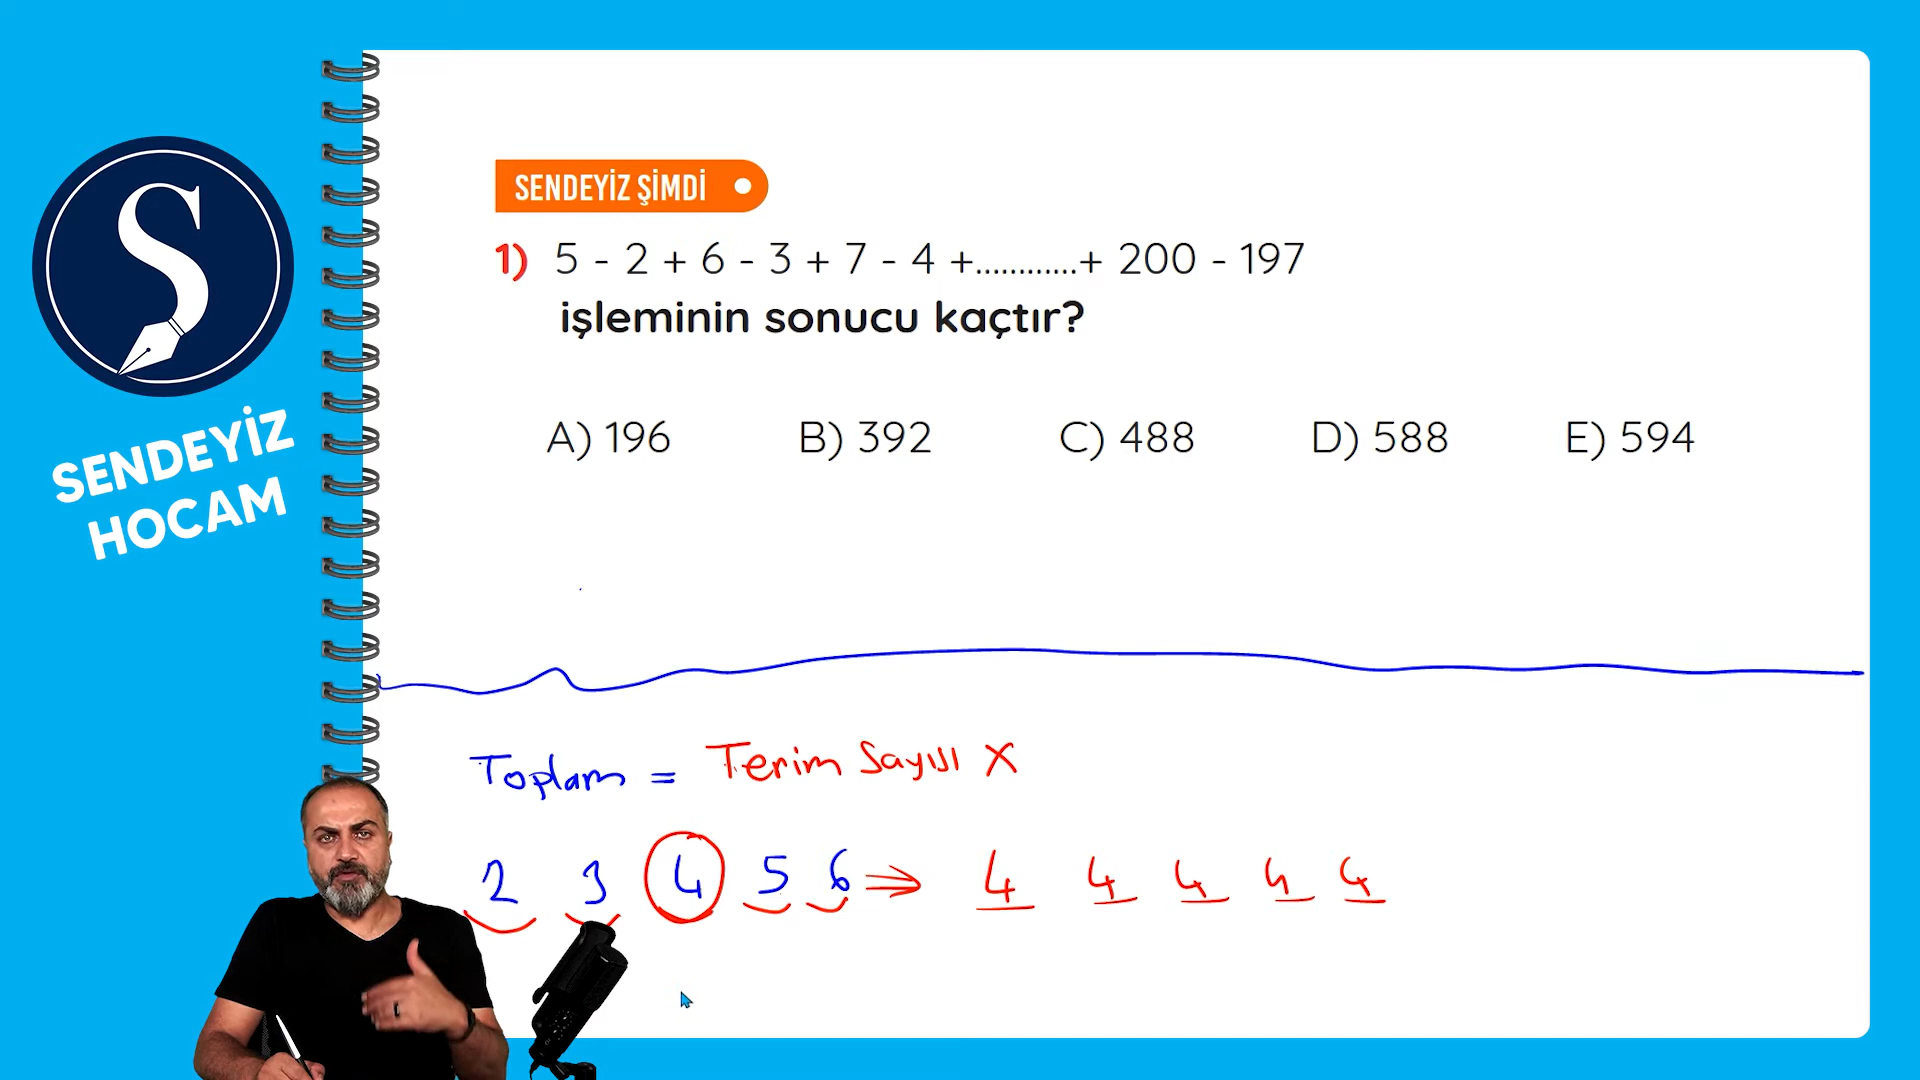 S
SENDEYİZ
HOCAM
SENDEYİZ ŞİMDİ
1) 5 - 2 + 6 - 3 + 7 - 4 +............+ 200 - 197
işleminin sonucu kaçtır?
A) 196 B) 392 C) 488 D) 588 E) 594
Toplam = Terim Sayısı X
2 3 4 5 6 ⇒ 4 4 4 4 4